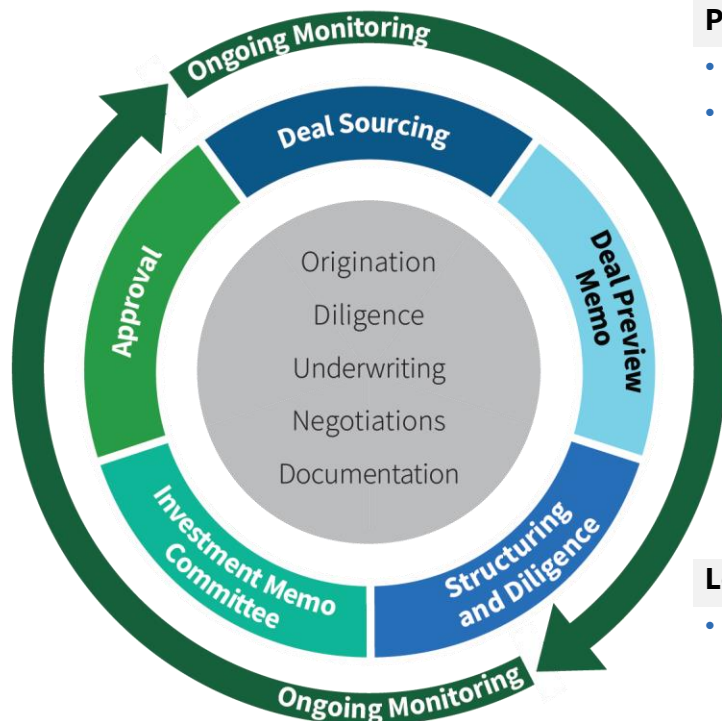 Ongoing Monitoring
Deal Sourcing
Deal Preview
Memo
Structuring
and Diligence
Investment Memo
Committee
Approval
Origination
Diligence
Underwriting
Negotiations
Documentation
Ongoing Monitoring
P
L